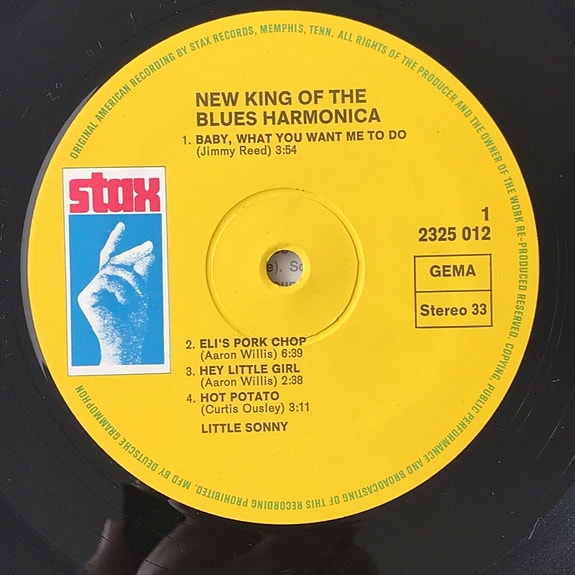 ORIGINAL AMERICAN RECORDING BY STAX RECORDS, MEMPHIS, TENN. ALL RIGHTS OF THE PRODUCER AND THE OWNER OF THE WORK RE-PRODUCED RESERVED. COPYING, PUBLIC PERFORMANCE AND BROADCASTING OF THIS RECORDING PROHIBITED. MFD BY DEUTSCHE GRAMMOPHON
NEW KING OF THE
BLUES HARMONICA
1. BABY, WHAT YOU WANT ME TO DO
(Jimmy Reed) 3:54
stax
1
2325 012
GEMA
Stereo 33
2. ELI'S PORK CHOP
(Aaron Willis) 6:39
3. HEY LITTLE GIRL
(Aaron Willis) 2:38
4. HOT POTATO
(Curtis Ousley) 3:11
LITTLE SONNY